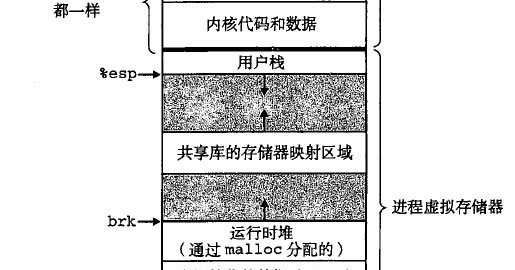 都一样
内核代码和数据
用户栈
%esp
共享库的存储器映射区域
进程虚拟存储器
brk
运行时堆
(通过 malloc 分配的)